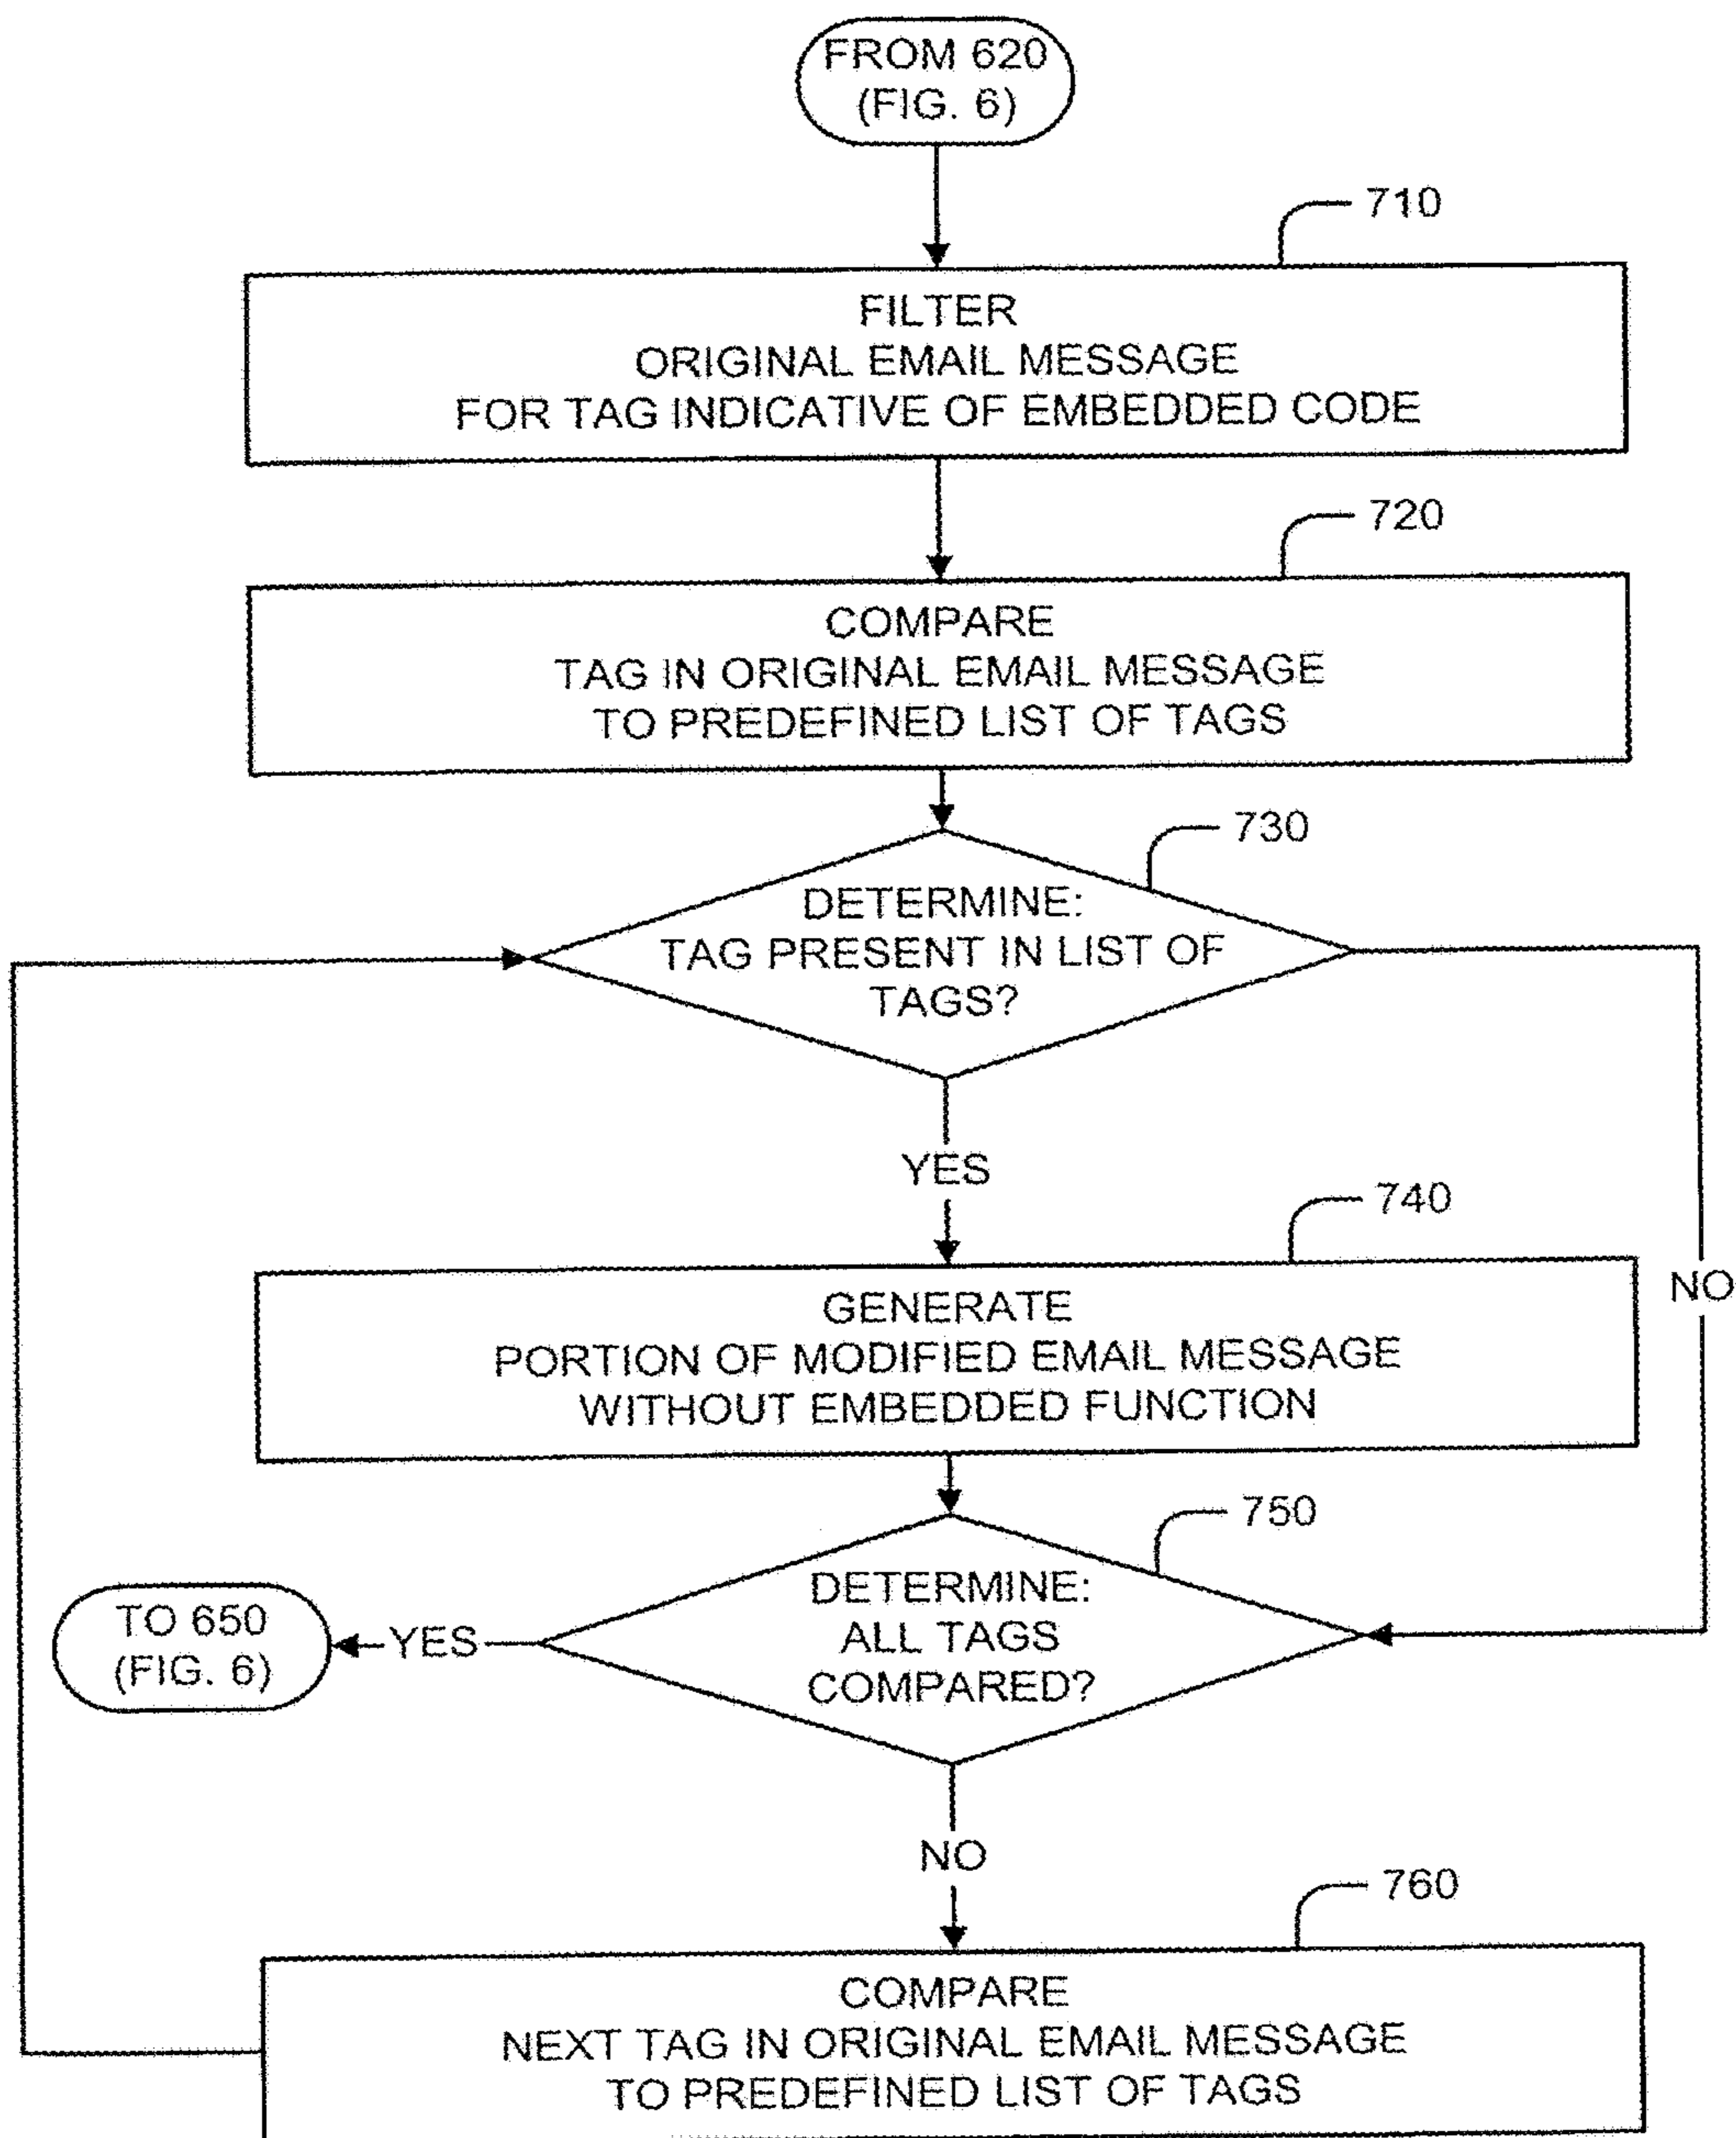 FROM 620
(FIG. 6)
710
FILTER
ORIGINAL EMAIL MESSAGE
FOR TAG INDICATIVE OF EMBEDDED CODE
720
COMPARE
TAG IN ORIGINAL EMAIL MESSAGE
TO PREDEFINED LIST OF TAGS
730
DETERMINE:
TAG PRESENT IN LIST OF
TAGS?
YES
NO
740
GENERATE
PORTION OF MODIFIED EMAIL MESSAGE
WITHOUT EMBEDDED FUNCTION
750
DETERMINE:
ALL TAGS
COMPARED?
YES
TO 650
(FIG. 6)
NO
760
COMPARE
NEXT TAG IN ORIGINAL EMAIL MESSAGE
TO PREDEFINED LIST OF TAGS